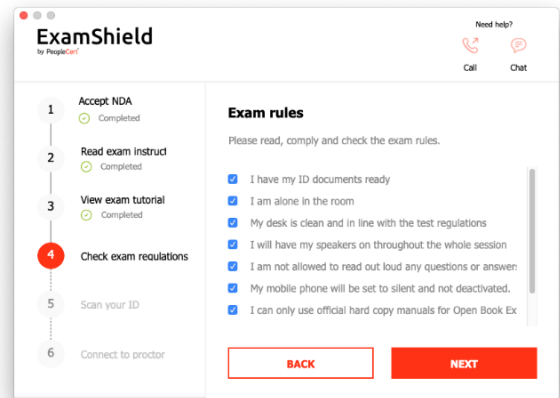 ExamShield
by PeopleCert
Need help?
Call
Chat
1
Accept NDA
Completed
2
Read exam instruct
Completed
3
View exam tutorial
Completed
4
Check exam regulations
5
Scan your ID
6
Connect to proctor
Exam rules
Please read, comply and check the exam rules.
I have my ID documents ready
I am alone in the room
My desk is clean and in line with the test regulations
I will have my speakers on throughout the whole session
I am not allowed to read out loud any questions or answers
My mobile phone will be set to silent and not deactivated.
I can only use official hard copy manuals for Open Book Ex
BACK
NEXT